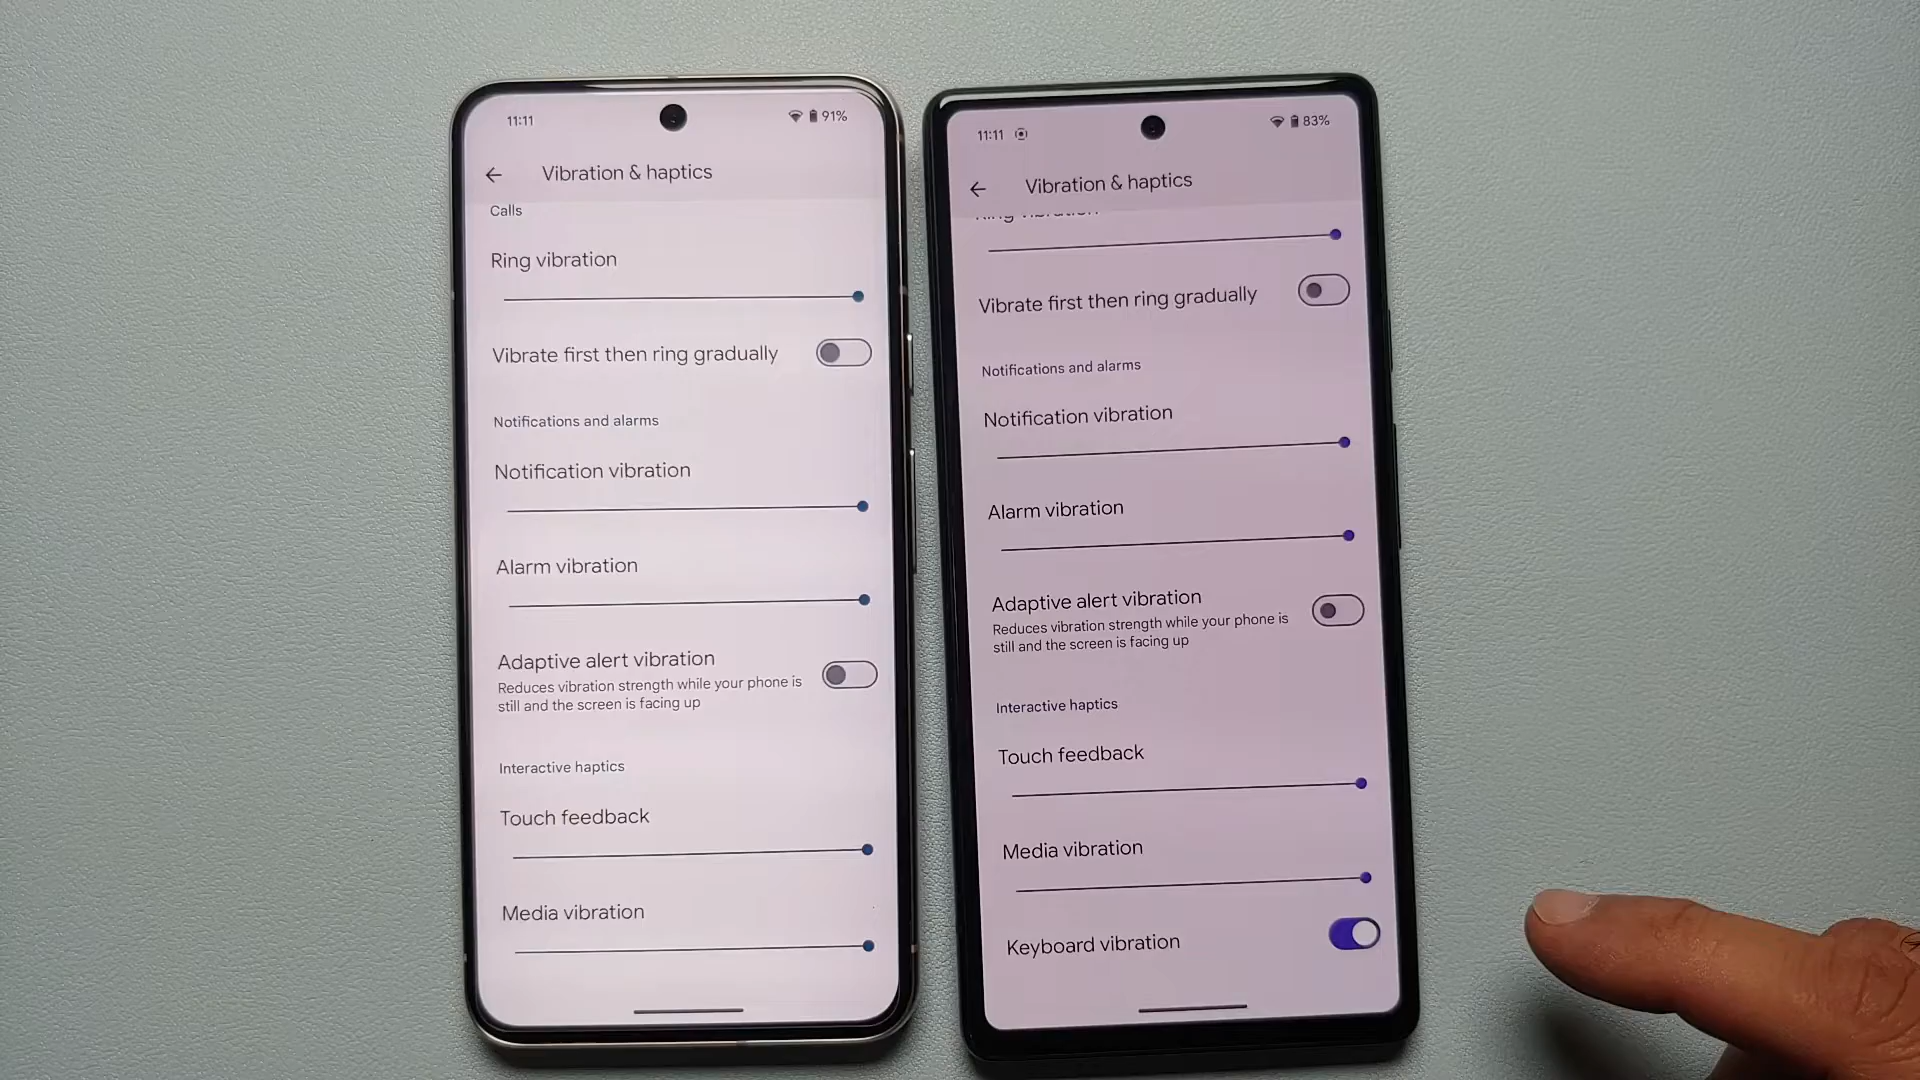 11:11
91%
Vibration & haptics
Calls
Ring vibration
Vibrate first then ring gradually
Notifications and alarms
Notification vibration
Alarm vibration
Adaptive alert vibration
Reduces vibration strength while your phone is
still and the screen is facing up
Interactive haptics
Touch feedback
Media vibration
11:11
83%
Vibration & haptics
Vibrate first then ring gradually
Notifications and alarms
Notification vibration
Alarm vibration
Adaptive alert vibration
Reduces vibration strength while your phone is
still and the screen is facing up
Interactive haptics
Touch feedback
Media vibration
Keyboard vibration